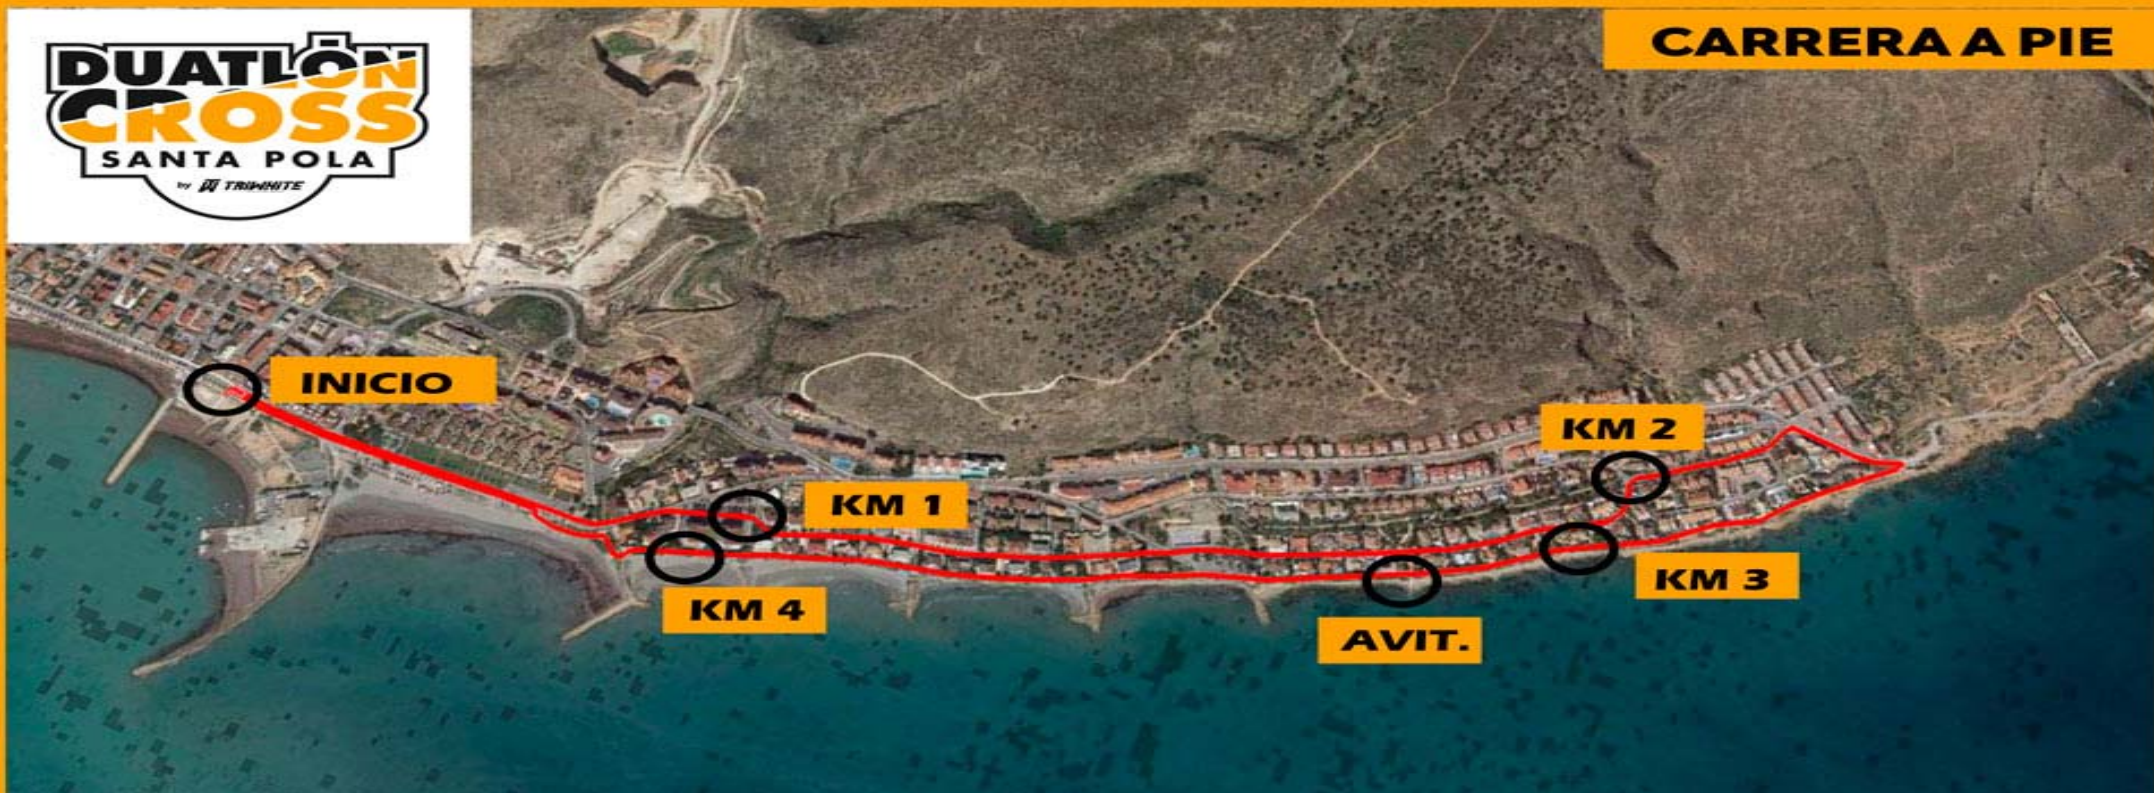 DUATLÓN
CROSS
SANTA POLA
by TRIWHITE
CARRERA A PIE
INICIO
KM 1
KM 2
KM 3
KM 4
AVIT.